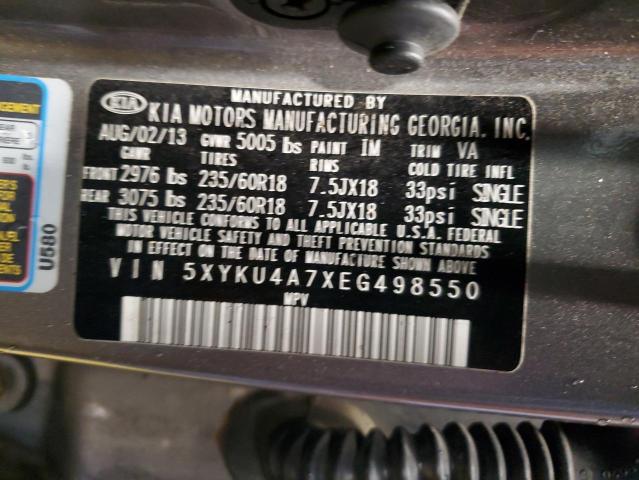 MANUFACTURED BY
KIA KIA MOTORS MANUFACTURING GEORGIA, INC.
AUG/02/13 GVWR 5005 lbs PAINT IM TRIM VA
GAWR TIRES RIMS COLD TIRE INFL
FRONT 2976 lbs 235/60R18 7.5JX18 33psi SINGLE
REAR 3075 lbs 235/60R18 7.5JX18 33psi SINGLE
THIS VEHICLE CONFORMS TO ALL APPLICABLE U.S.A. FEDERAL
MOTOR VEHICLE SAFETY AND THEFT PREVENTION STANDARDS
IN EFFECT ON THE DATE OF MANUFACTURE SHOWN ABOVE
VIN 5XYKU4A7XEG498550
MPV
U580